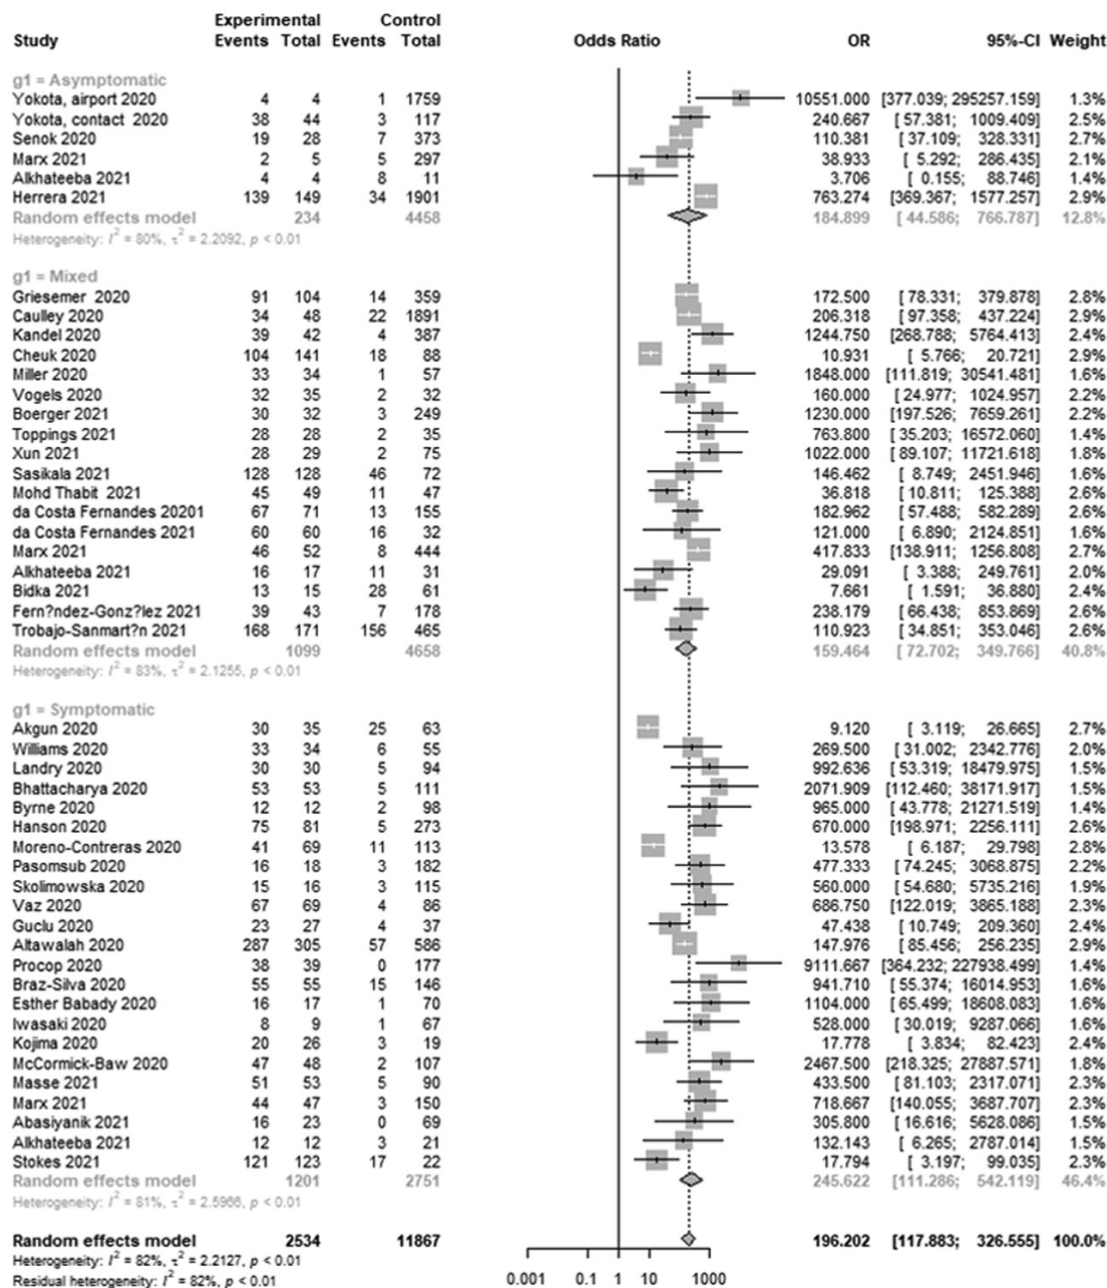 Experimental Control
Study Events Total Events Total Odds Ratio OR 95%-CI Weight
g1 = Asymptomatic
Yokota, airport 2020 4 4 1 1759 10551.000 [377.039; 295257.159] 1.3%
Yokota, contact 2020 38 44 3 117 240.667 [ 57.381; 1009.409] 2.5%
Senok 2020 19 28 7 373 110.381 [ 37.109; 328.331] 2.7%
Marx 2021 2 5 5 297 38.933 [ 5.292; 286.435] 2.1%
Alkhateeba 2021 4 4 8 11 3.706 [ 0.155; 88.746] 1.4%
Herrera 2021 139 149 34 1901 763.274 [369.367; 1577.257] 2.9%
Random effects model 234 4458 184.899 [ 44.586; 766.787] 12.8%
Heterogeneity: I² = 80%, τ² = 2.2092, p < 0.01
g1 = Mixed
Griesemer 2020 91 104 14 359 172.500 [ 78.331; 379.878] 2.8%
Caulley 2020 34 48 22 1891 206.318 [ 97.358; 437.224] 2.9%
Kandel 2020 39 42 4 387 1244.750 [268.788; 5764.413] 2.4%
Cheuk 2020 104 141 18 88 10.931 [ 5.766; 20.721] 2.9%
Miller 2020 33 34 1 57 1848.000 [111.819; 30541.481] 1.6%
Vogels 2020 32 35 2 32 160.000 [ 24.977; 1024.957] 2.2%
Boerger 2021 30 32 3 249 1230.000 [197.526; 7659.261] 2.2%
Toppings 2021 28 28 2 35 763.800 [ 35.203; 16572.060] 1.4%
Xun 2021 28 29 2 75 1022.000 [ 89.107; 11721.618] 1.8%
Sasikala 2021 128 128 46 72 146.462 [ 8.749; 2451.946] 1.6%
Mohd Thabit 2021 45 49 11 47 36.818 [ 10.811; 125.388] 2.6%
da Costa Fernandes 20201 67 71 13 155 182.962 [ 57.488; 582.289] 2.6%
da Costa Fernandes 2021 60 60 16 32 121.000 [ 6.890; 2124.851] 1.6%
Marx 2021 46 52 8 444 417.833 [138.911; 1256.808] 2.7%
Alkhateeba 2021 16 17 11 31 29.091 [ 3.388; 249.761] 2.0%
Bidka 2021 13 15 28 61 7.661 [ 1.591; 36.880] 2.4%
Fern?ndez-Gonz?lez 2021 39 43 7 178 238.179 [ 66.438; 853.869] 2.6%
Trobajo-Sanmart?n 2021 168 171 156 465 110.923 [ 34.851; 353.046] 2.6%
Random effects model 1099 4658 159.464 [ 72.702; 349.766] 40.8%
Heterogeneity: I² = 83%, τ² = 2.1255, p < 0.01
g1 = Symptomatic
Akgun 2020 30 35 25 63 9.120 [ 3.119; 26.665] 2.7%
Williams 2020 33 34 6 55 269.500 [ 31.002; 2342.776] 2.0%
Landry 2020 30 30 5 94 992.636 [ 53.319; 18479.975] 1.5%
Bhattacharya 2020 53 53 5 111 2071.909 [112.460; 38171.917] 1.5%
Byrne 2020 12 12 2 98 965.000 [ 43.778; 21271.519] 1.4%
Hanson 2020 75 81 5 273 670.000 [198.971; 2256.111] 2.6%
Moreno-Contreras 2020 41 69 11 113 13.578 [ 6.187; 29.798] 2.8%
Pasomsub 2020 16 18 3 182 477.333 [ 74.245; 3068.875] 2.2%
Skolimowska 2020 15 16 3 115 560.000 [ 54.680; 5735.216] 1.9%
Vaz 2020 67 69 4 86 686.750 [122.019; 3865.188] 2.3%
Guclu 2020 23 27 4 37 47.438 [ 10.749; 209.360] 2.4%
Altawalah 2020 287 305 57 586 147.976 [ 85.456; 256.235] 2.9%
Procop 2020 38 39 0 177 9111.667 [364.232; 227938.499] 1.4%
Braz-Silva 2020 55 55 15 146 941.710 [ 55.374; 16014.953] 1.6%
Esther Babady 2020 16 17 1 70 1104.000 [ 65.499; 18608.083] 1.6%
Iwasaki 2020 8 9 1 67 528.000 [ 30.019; 9287.066] 1.6%
Kojima 2020 20 26 3 19 17.778 [ 3.834; 82.423] 2.4%
McCormick-Baw 2020 47 48 2 107 2467.500 [218.325; 27887.571] 1.8%
Masse 2021 51 53 5 90 433.500 [ 81.103; 2317.071] 2.3%
Marx 2021 44 47 3 150 718.667 [140.055; 3687.707] 2.3%
Abasiyanik 2021 16 23 0 69 305.800 [ 16.616; 5628.086] 1.5%
Alkhateeba 2021 12 12 3 21 132.143 [ 6.265; 2787.014] 1.5%
Stokes 2021 121 123 17 22 17.794 [ 3.197; 99.035] 2.3%
Random effects model 1201 2751 245.622 [111.286; 542.119] 46.4%
Heterogeneity: I² = 81%, τ² = 2.5966, p < 0.01
Random effects model 2534 11867 196.202 [117.883; 326.555] 100.0%
Heterogeneity: I² = 82%, τ² = 2.2127, p < 0.01
Residual heterogeneity: I² = 82%, p < 0.01
0.001 0.1 1 10 1000